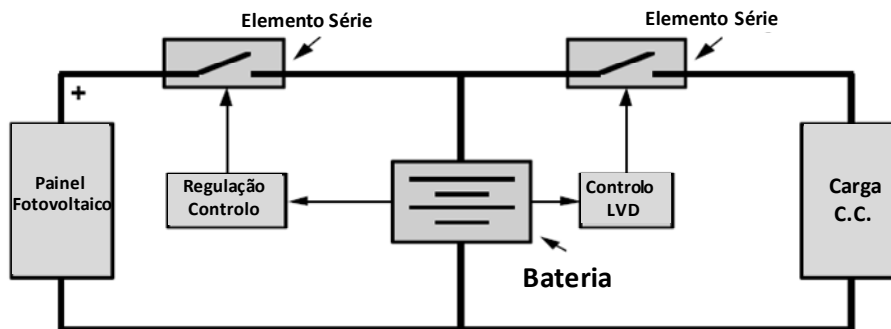 Elemento Série
Elemento Série
+
Painel
Fotovoltaico
Regulação
Controlo
Controlo
LVD
Carga
C.C.
Bateria